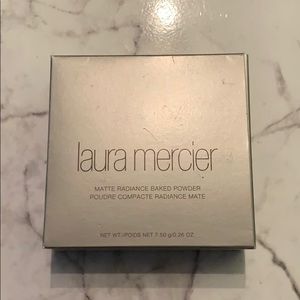 laura mercier
MATTE RADIANCE BAKED POWDER
POUDRE COMPACTE RADIANCE MATE
NET WT./POIDS NET 7.50 g/0.26 OZ.